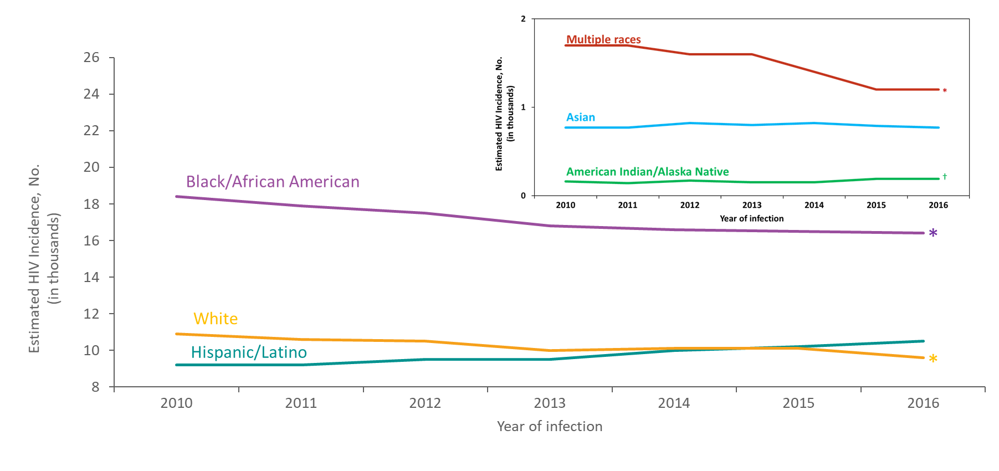 2
Multiple races
*
Estimated HIV Incidence, No.
(in thousands)
1
Asian
American Indian/Alaska Native
†
0
2010 2011 2012 2013 2014 2015 2016
Year of infection
26
24
22
20
18
16
14
12
10
8
Estimated HIV Incidence, No.
(in thousands)
Black/African American
*
White
Hispanic/Latino
*
2010 2011 2012 2013 2014 2015 2016
Year of infection